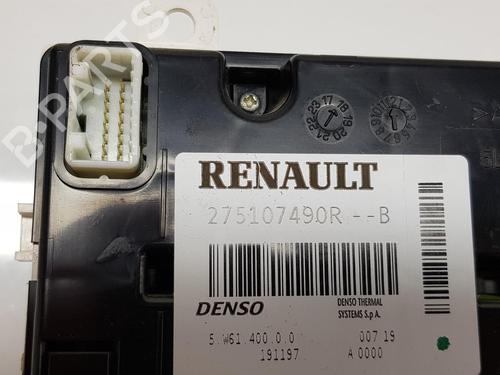 B-PARTS
RENAULT
275107490R --B
DENSO
DENSO THERMAL
SYSTEMS S.p A.
5.W61.400.0.0
007 19
191197
A 0000